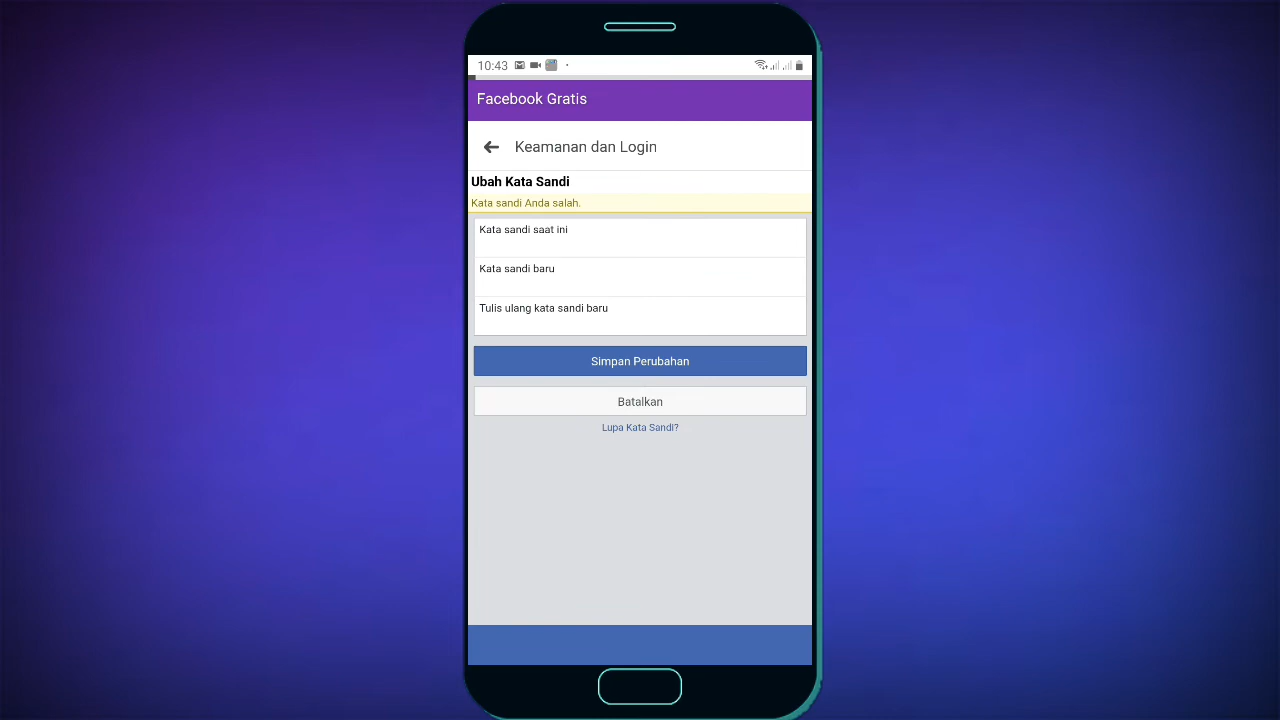 10:43
Facebook Gratis
Keamanan dan Login
Ubah Kata Sandi
Kata sandi Anda salah.
Kata sandi saat ini
Kata sandi baru
Tulis ulang kata sandi baru
Simpan Perubahan
Batalkan
Lupa Kata Sandi?